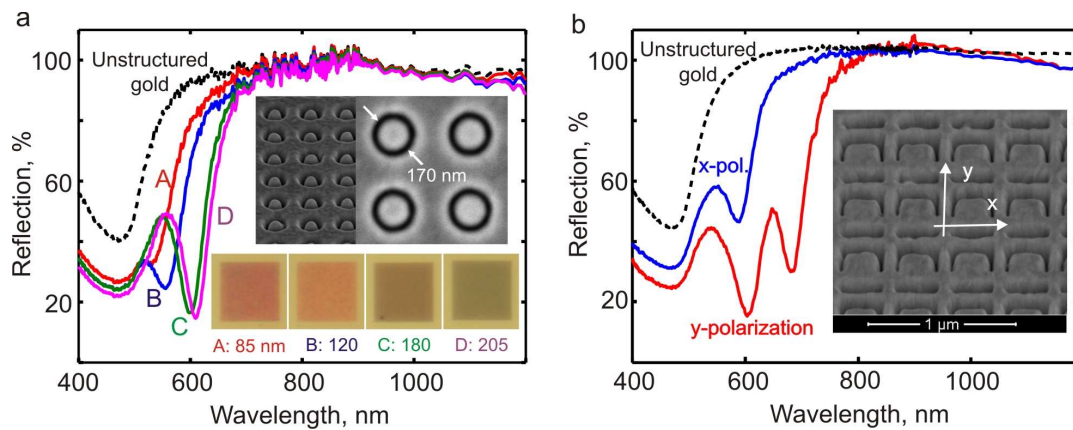 a
Reflection, %
100
60
20
Unstructured
gold
A
B
C
D
170 nm
A: 85 nm
B: 120
C: 180
D: 205
400
600
800
1000
Wavelength, nm
b
Reflection, %
100
60
20
Unstructured
gold
x-pol.
y-polarization
y
x
1 µm
400
600
800
1000
Wavelength, nm